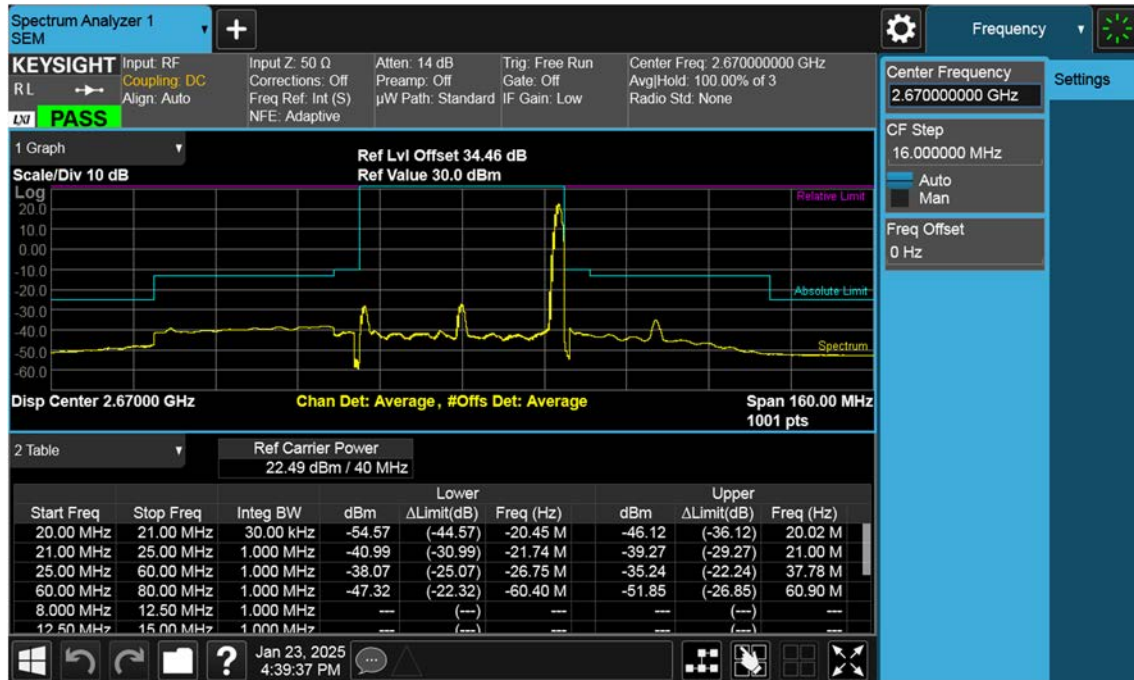 Spectrum Analyzer 1
SEM
Frequency
KEYSIGHT
RL
LXI PASS
Input: RF
Coupling: DC
Align: Auto
Input Z: 50 Ω
Corrections: Off
Freq Ref: Int (S)
NFE: Adaptive
Atten: 14 dB
Preamp: Off
µW Path: Standard
Trig: Free Run
Gate: Off
IF Gain: Low
Center Freq: 2.670000000 GHz
Avg|Hold: 100.00% of 3
Radio Std: None
Center Frequency
2.670000000 GHz
Settings
CF Step
16.000000 MHz
Auto
Man
Freq Offset
0 Hz
1 Graph
Scale/Div 10 dB
Ref Lvl Offset 34.46 dB
Ref Value 30.0 dBm
Log
20.0
10.0
0.00
-10.0
-20.0
-30.0
-40.0
-50.0
-60.0
Relative Limit
Absolute Limit
Spectrum
Disp Center 2.67000 GHz
Chan Det: Average, #Offs Det: Average
Span 160.00 MHz
1001 pts
2 Table
Ref Carrier Power
22.49 dBm / 40 MHz
Lower Upper
Start Freq Stop Freq Integ BW dBm ΔLimit(dB) Freq (Hz) dBm ΔLimit(dB) Freq (Hz)
20.00 MHz 21.00 MHz 30.00 kHz -54.57 (-44.57) -20.45 M -46.12 (-36.12) 20.02 M
21.00 MHz 25.00 MHz 1.000 MHz -40.99 (-30.99) -21.74 M -39.27 (-29.27) 21.00 M
25.00 MHz 60.00 MHz 1.000 MHz -38.07 (-25.07) -26.75 M -35.24 (-22.24) 37.78 M
60.00 MHz 80.00 MHz 1.000 MHz -47.32 (-22.32) -60.40 M -51.85 (-26.85) 60.90 M
8.000 MHz 12.50 MHz 1.000 MHz --- (---) --- --- (---) ---
12.50 MHz 15.00 MHz 1.000 MHz --- (---) --- --- (---) ---
Jan 23, 2025
4:39:37 PM